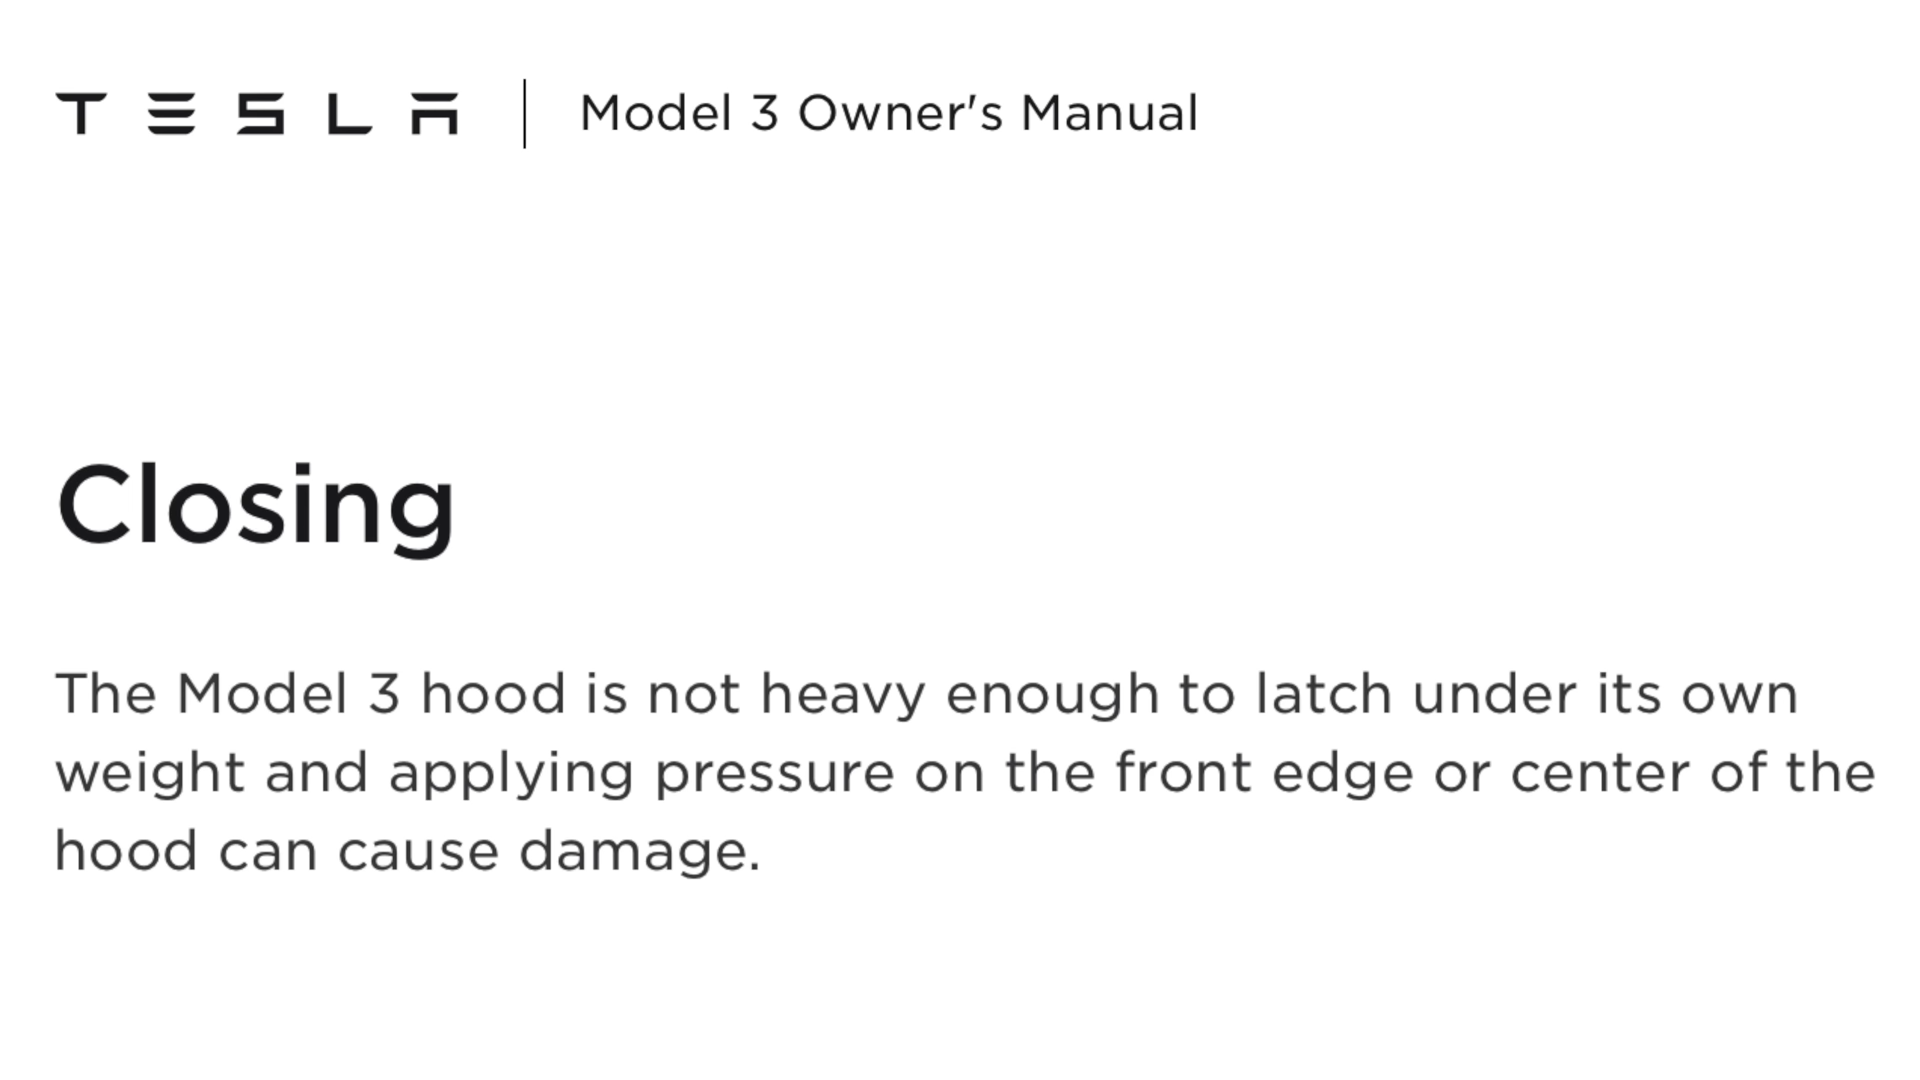 TESLA | Model 3 Owner's Manual
Closing
The Model 3 hood is not heavy enough to latch under its own
weight and applying pressure on the front edge or center of the
hood can cause damage.